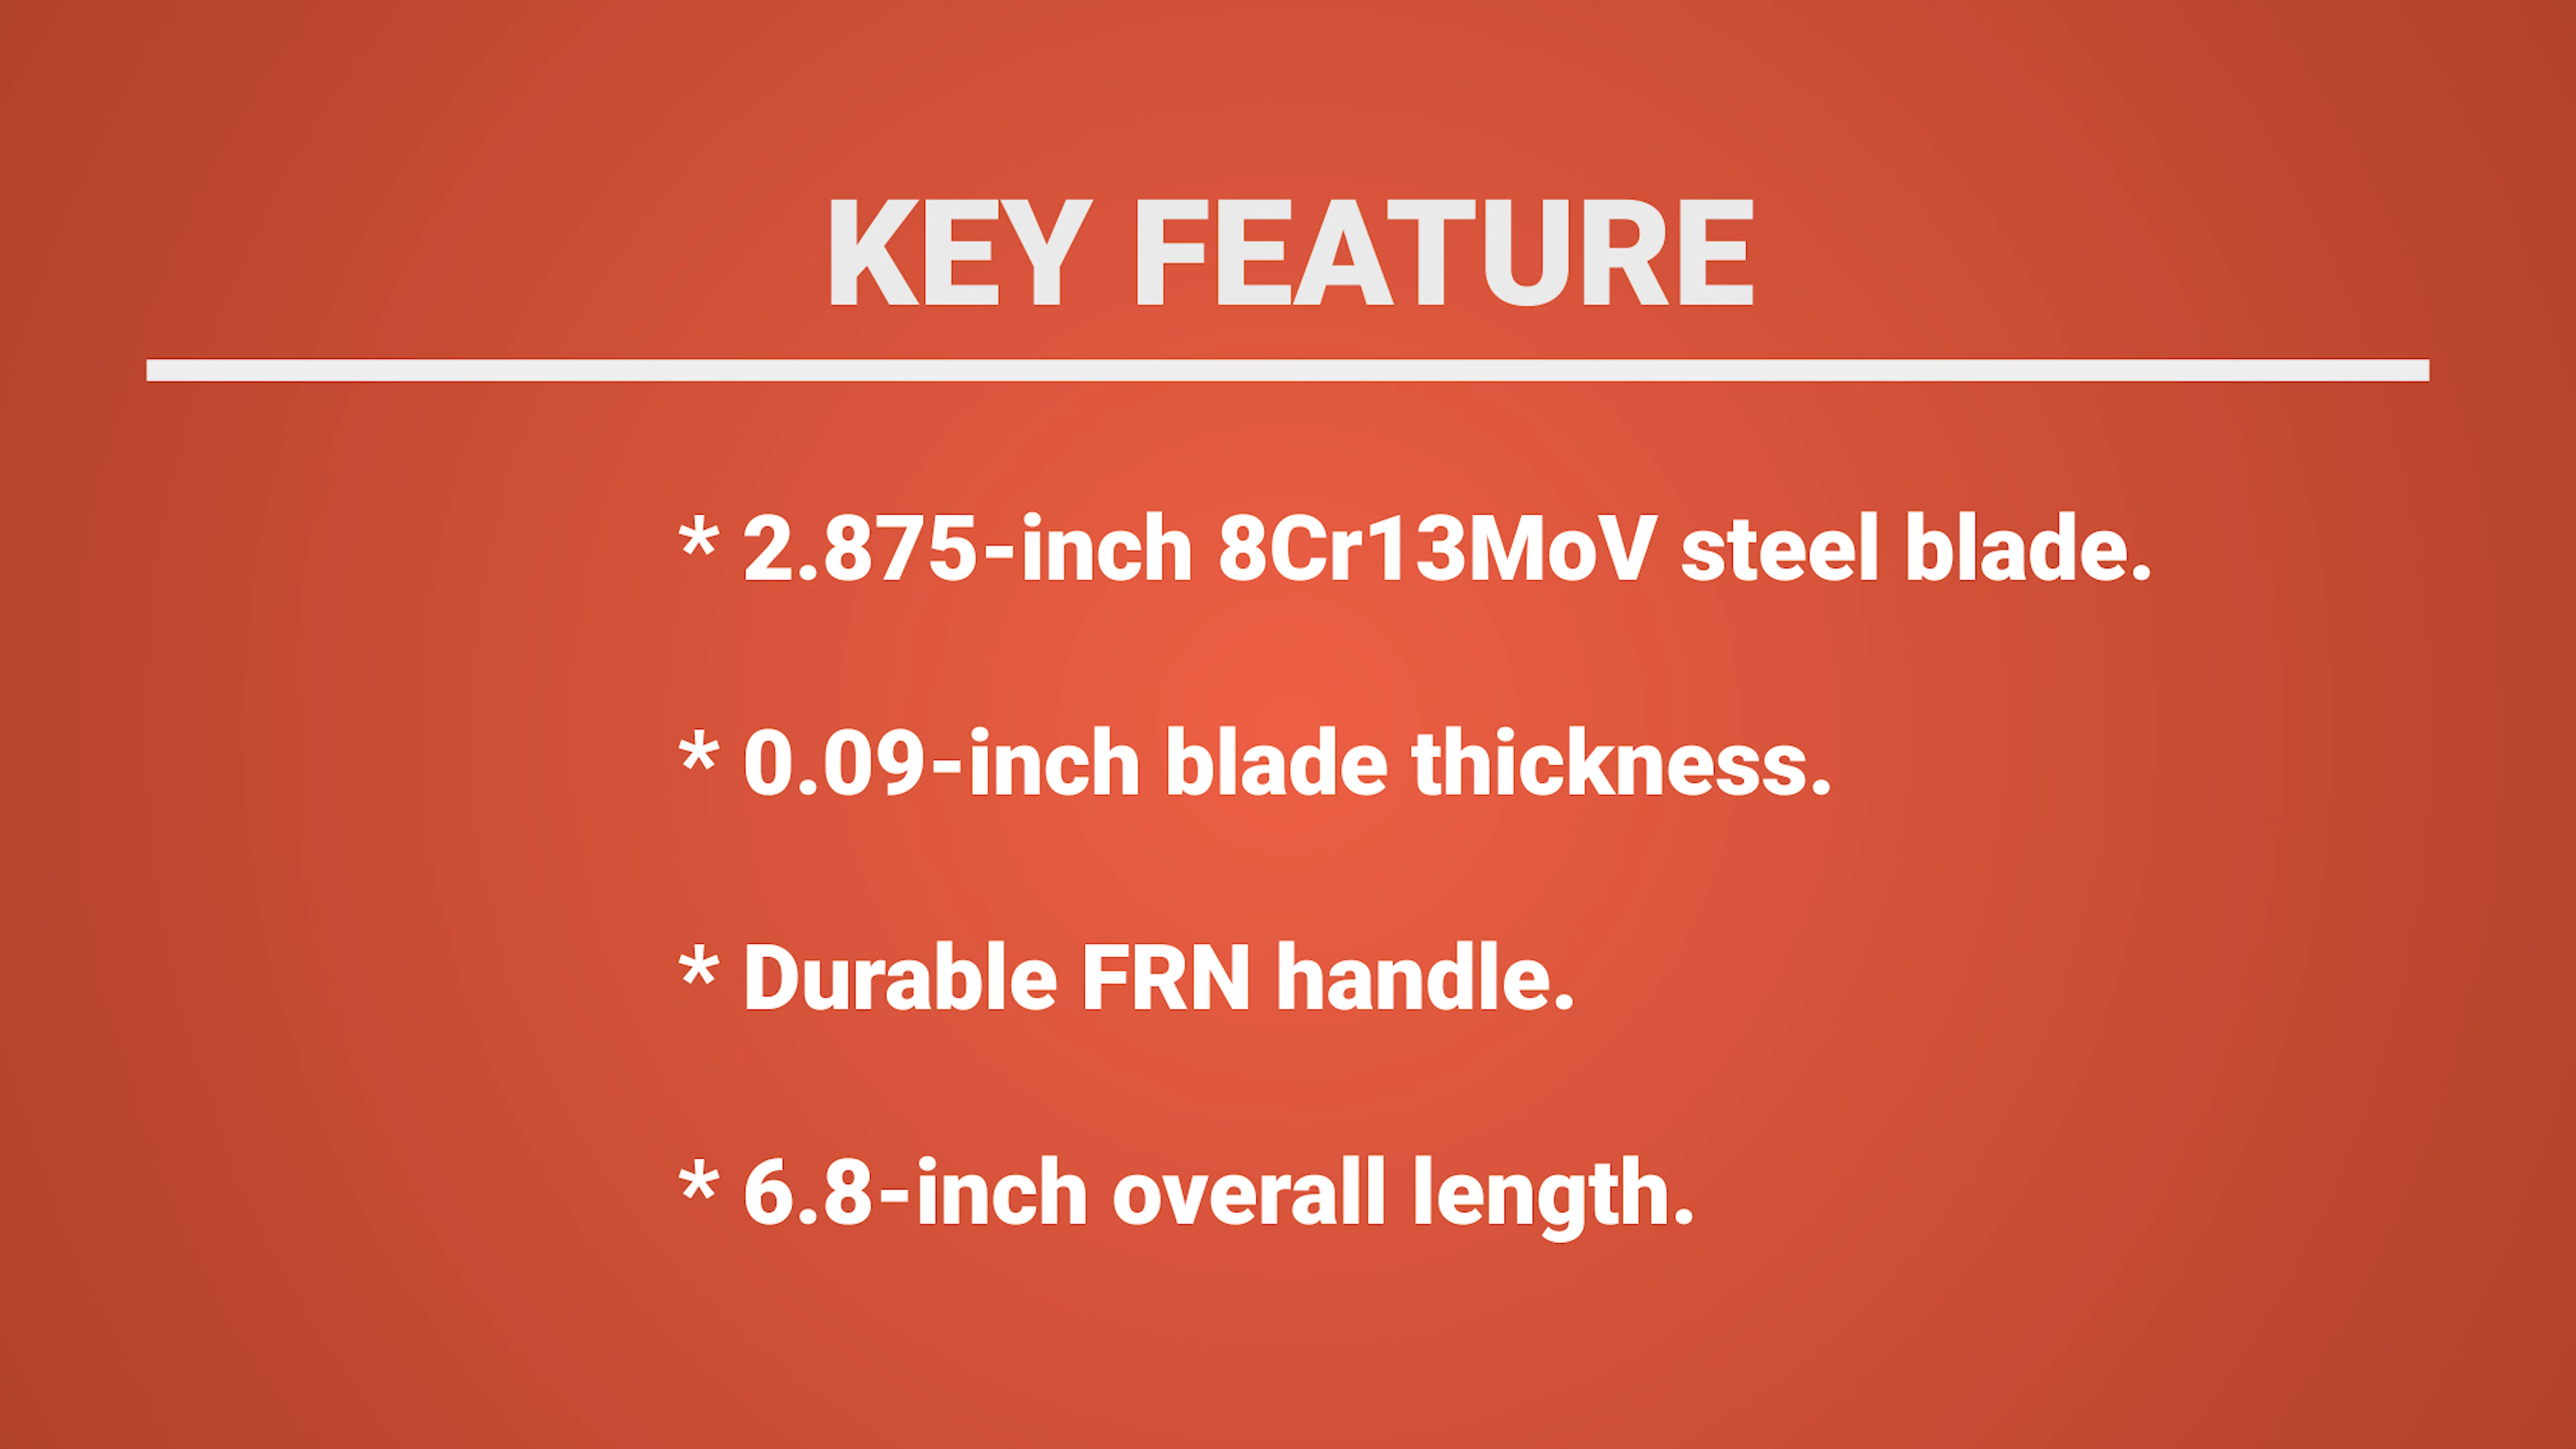 KEY FEATURE
* 2.875-inch 8Cr13MoV steel blade.
* 0.09-inch blade thickness.
* Durable FRN handle.
* 6.8-inch overall length.